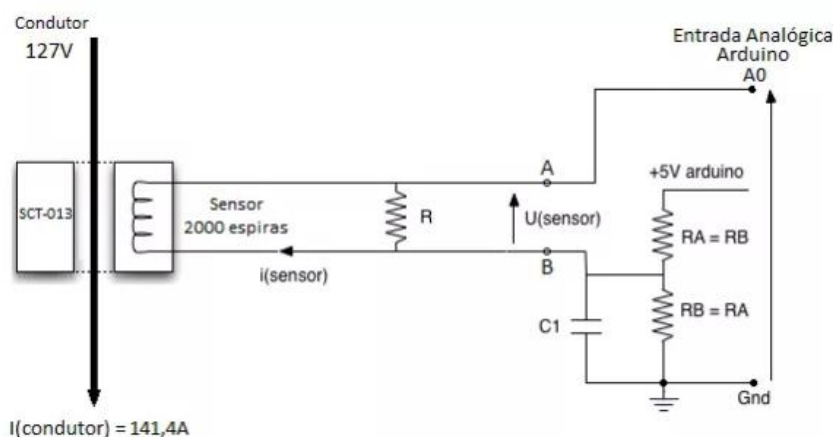 Condutor
127V
Entrada Analógica
Arduino
A0
A
+5V arduino
SCT-013
Sensor
2000 espiras
R
U(sensor)
RA = RB
B
i(sensor)
C1
RB = RA
Gnd
I(condutor) = 141,4A